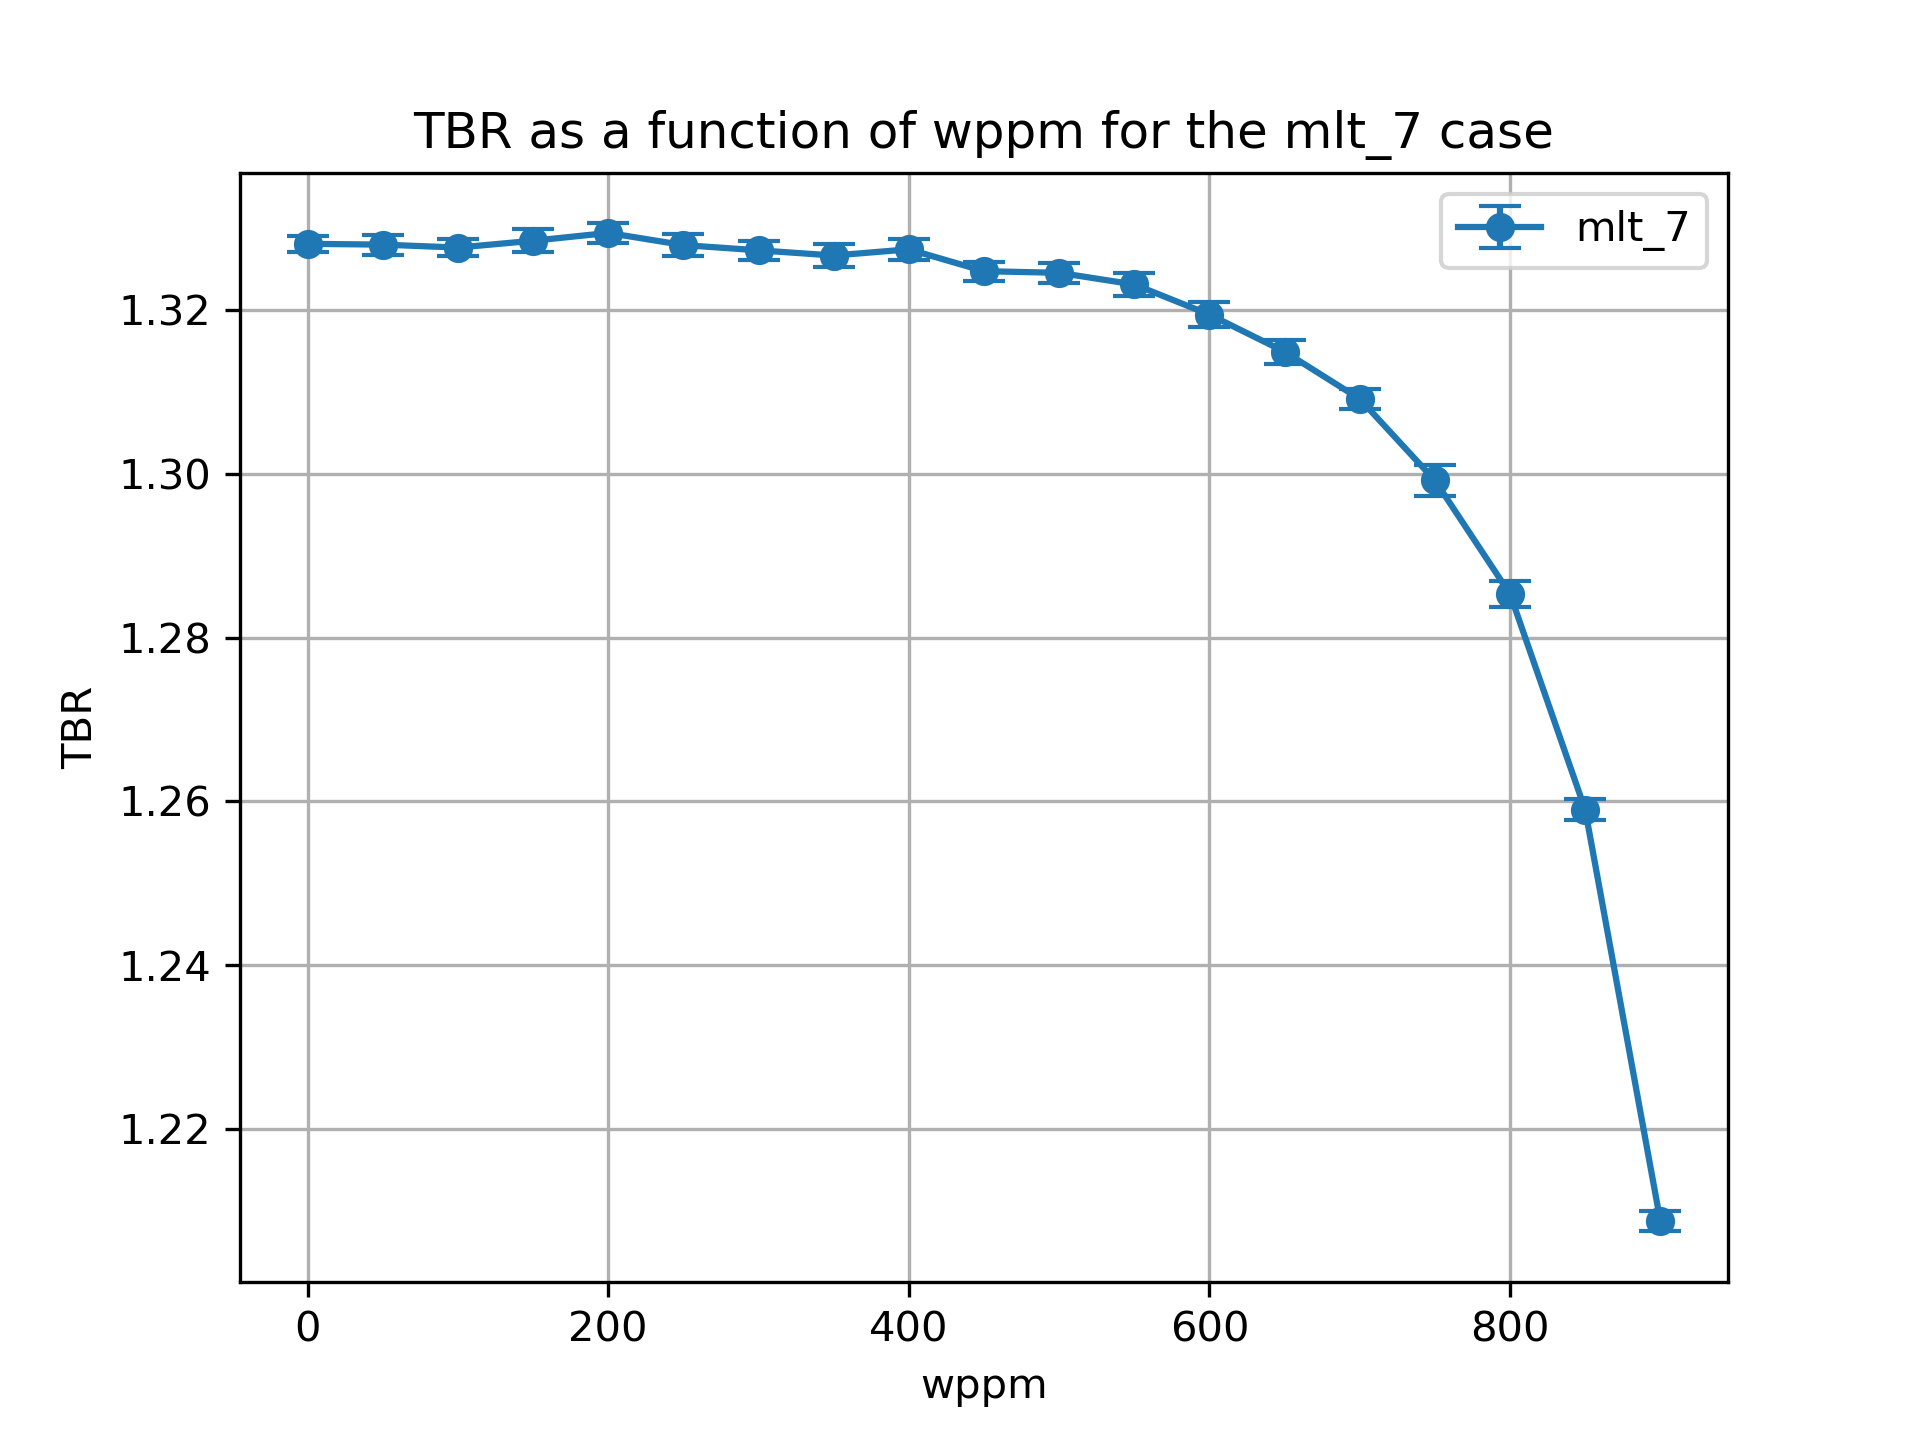 TBR as a function of wppm for the mlt_7 case
mlt_7
1.32
1.30
1.28
1.26
1.24
1.22
TBR
0 200 400 600 800
wppm